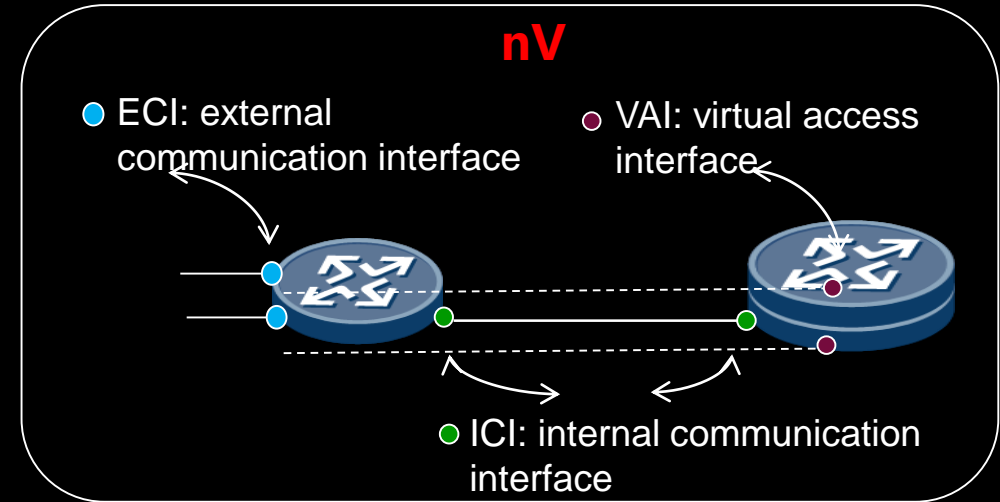 nV
ECI: external
communication interface
VAI: virtual access
interface
ICI: internal communication
interface